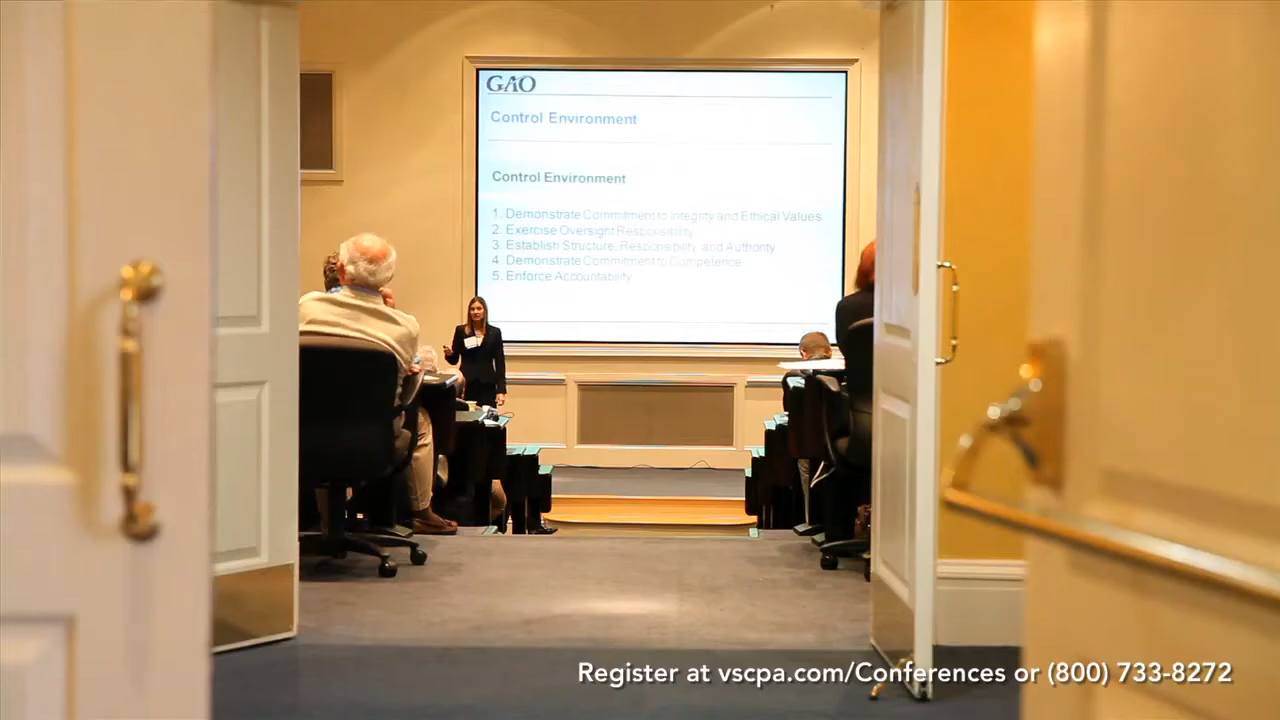 GAO
Control Environment
Control Environment
1. Demonstrate Commitment to Integrity and Ethical Values
2. Exercise Oversight Responsibility
3. Establish Structure, Responsibility, and Authority
4. Demonstrate Commitment to Competence
5. Enforce Accountability
Register at vscpa.com/Conferences or (800) 733-8272